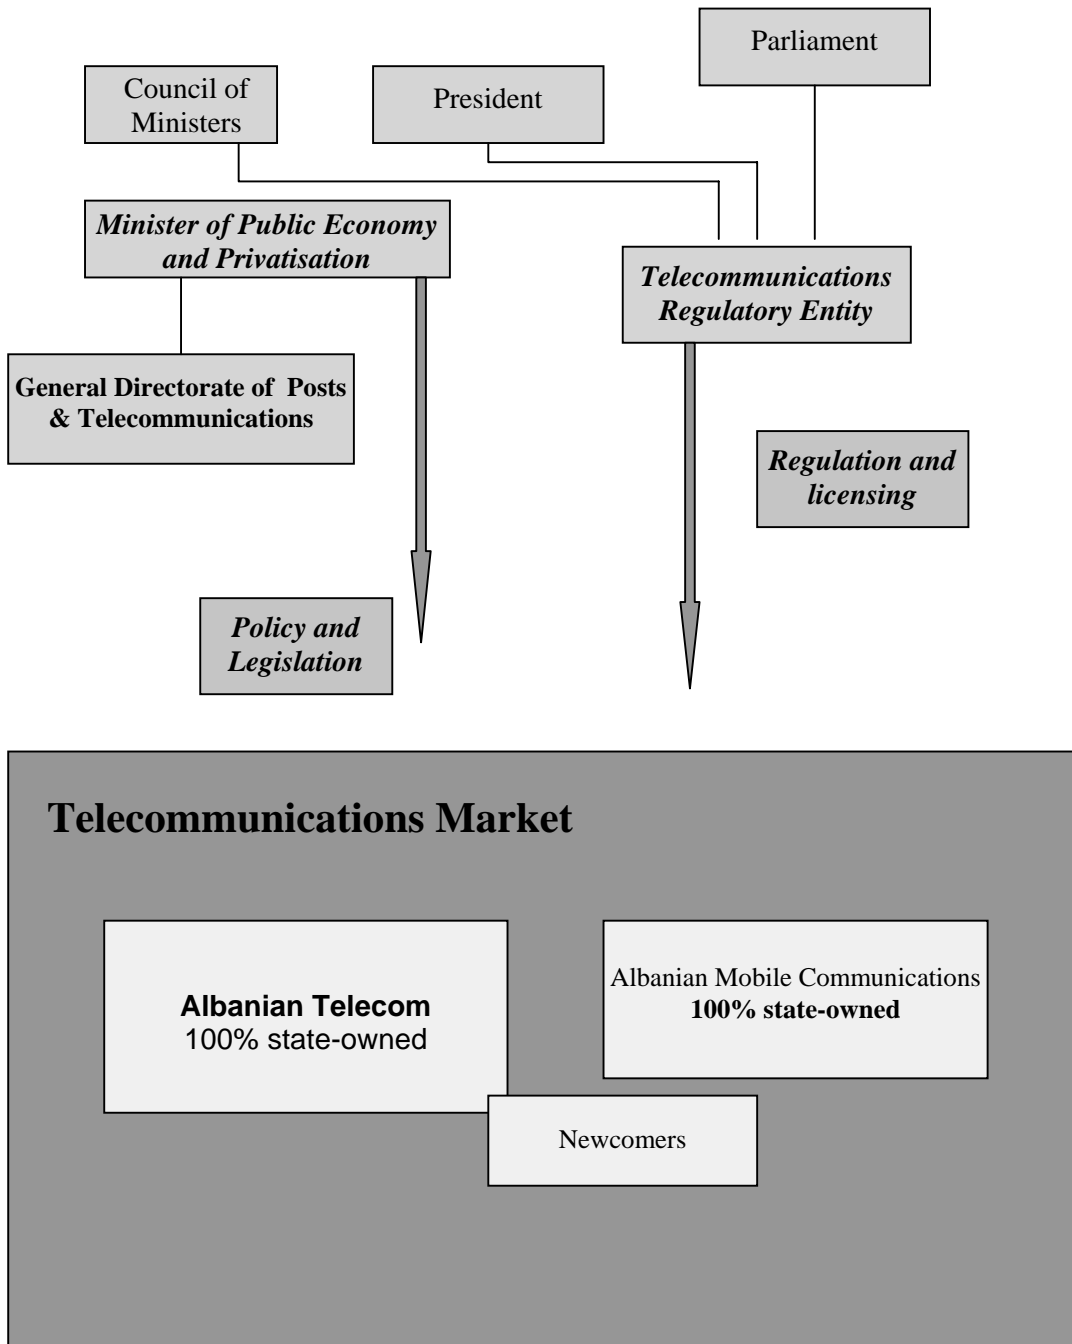 Parliament
Council of
Ministers
President
Minister of Public Economy
and Privatisation
Telecommunications
Regulatory Entity
General Directorate of Posts
& Telecommunications
Regulation and
licensing
Policy and
Legislation
Telecommunications Market
Albanian Telecom
100% state-owned
Albanian Mobile Communications
100% state-owned
Newcomers